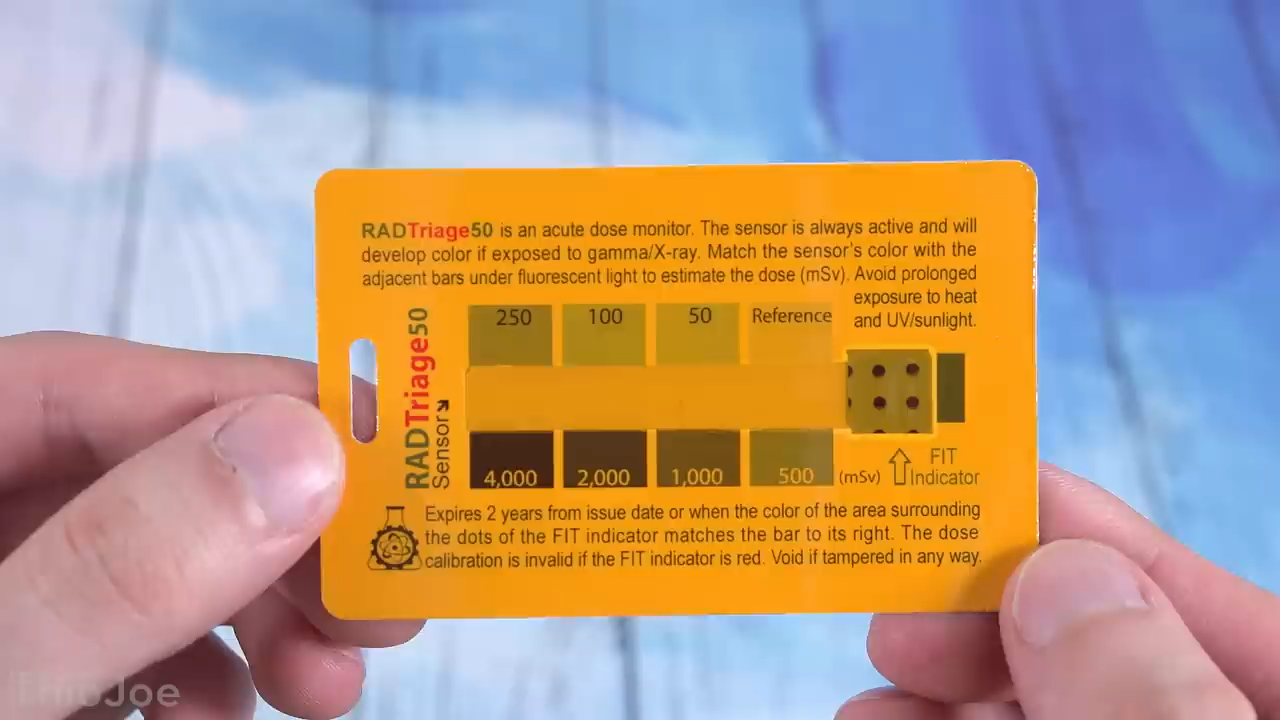 RADTriage50 is an acute dose monitor. The sensor is always active and will
develop color if exposed to gamma/X-ray. Match the sensor's color with the
adjacent bars under fluorescent light to estimate the dose (mSv). Avoid prolonged
exposure to heat
and UV/sunlight.
RADTriage50
Sensor
250 100 50 Reference
4,000 2,000 1,000 500 (mSv)
FIT
Indicator
Expires 2 years from issue date or when the color of the area surrounding
the dots of the FIT indicator matches the bar to its right. The dose
calibration is invalid if the FIT indicator is red. Void if tampered in any way.